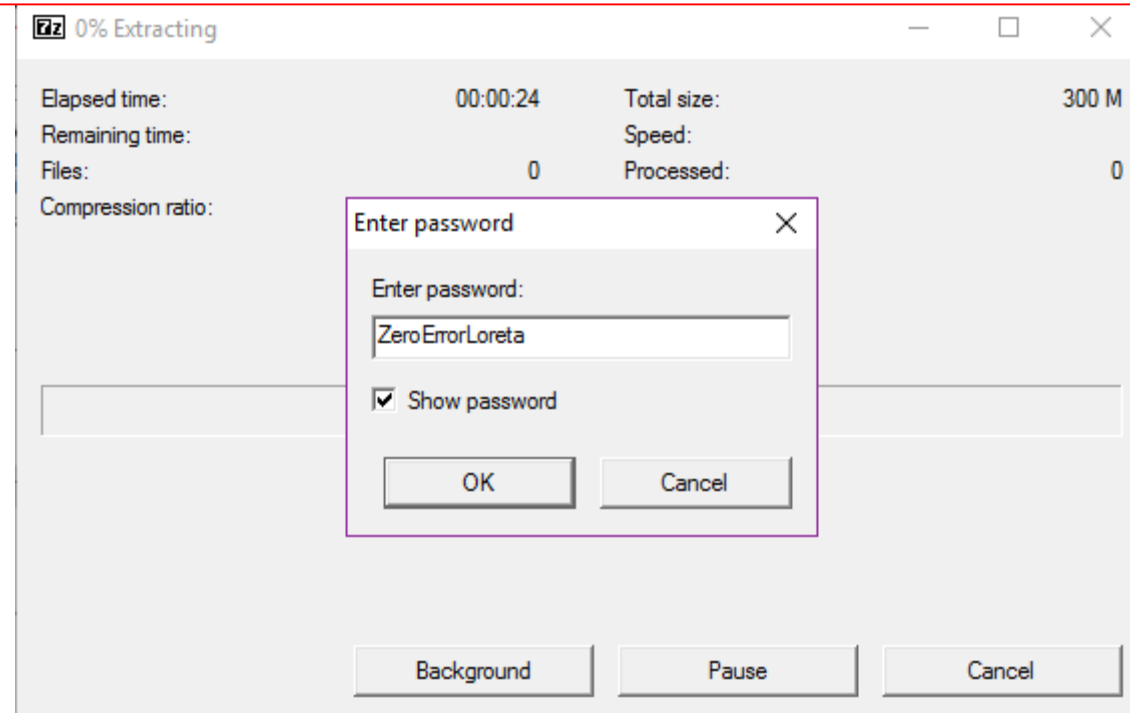 7z 0% Extracting
Elapsed time: 00:00:24 Total size: 300 M
Remaining time: Speed:
Files: 0 Processed: 0
Compression ratio:
Enter password
Enter password:
ZeroErrorLoreta
Show password
OK Cancel
Background Pause Cancel